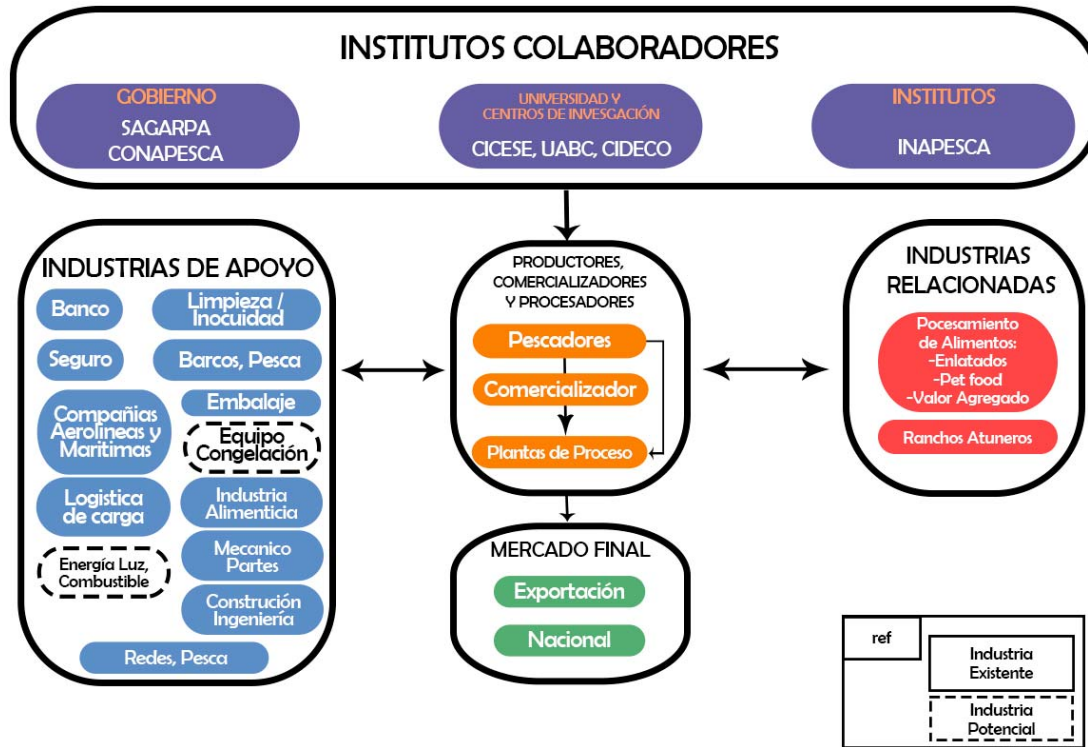 INSTITUTOS COLABORADORES
GOBIERNO
SAGARPA
CONAPESCA
UNIVERSIDAD Y
CENTROS DE INVESGACIÓN
CICESE, UABC, CIDECO
INSTITUTOS
INAPESCA
INDUSTRIAS DE APOYO
Banco
Limpieza /
Inocuidad
Seguro
Barcos, Pesca
Compañias
Aerolineas y
Maritimas
Embalaje
Equipo
Congelación
Logistica
de carga
Industria
Alimenticia
Energía Luz,
Combustible
Mecanico
Partes
Construción
Ingeniería
Redes, Pesca
PRODUCTORES,
COMERCIALIZADORES
Y PROCESADORES
Pescadores
Comercializador
Plantas de Proceso
MERCADO FINAL
Exportación
Nacional
INDUSTRIAS
RELACIONADAS
Pocesamiento
de Alimentos:
-Enlatados
-Pet food
-Valor Agregado
Ranchos Atuneros
ref
Industria
Existente
Industria
Potencial